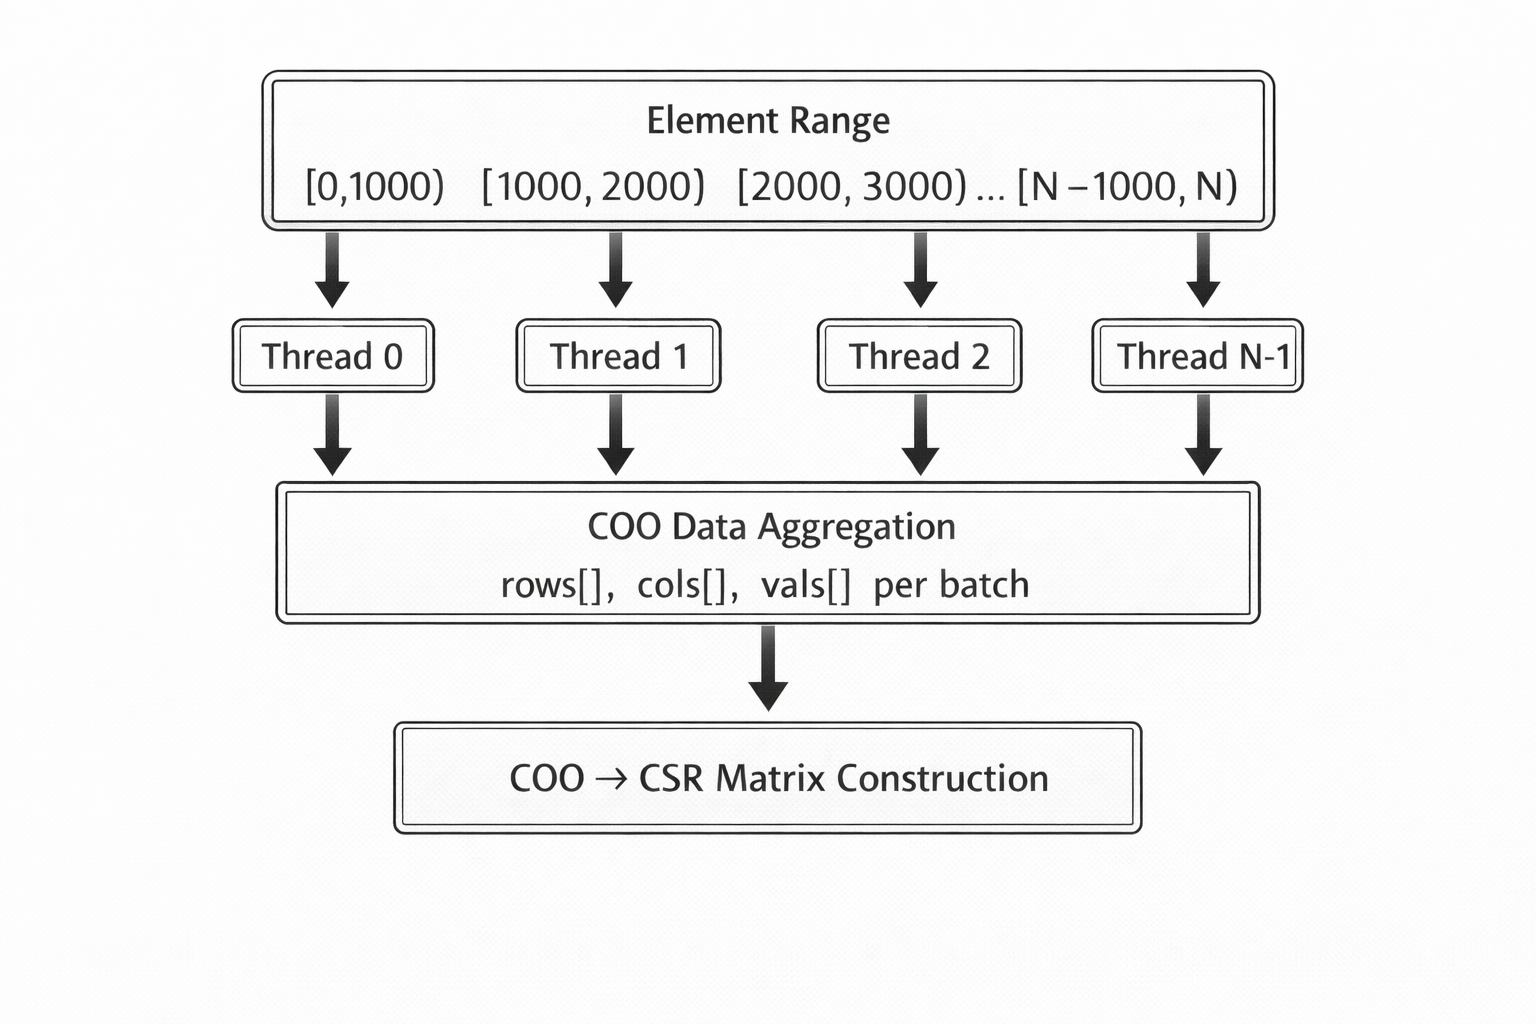 Element Range
[0,1000) [1000, 2000) [2000, 3000) ... [N – 1000, N)
Thread 0 Thread 1 Thread 2 Thread N-1
COO Data Aggregation
rows[], cols[], vals[] per batch
COO → CSR Matrix Construction